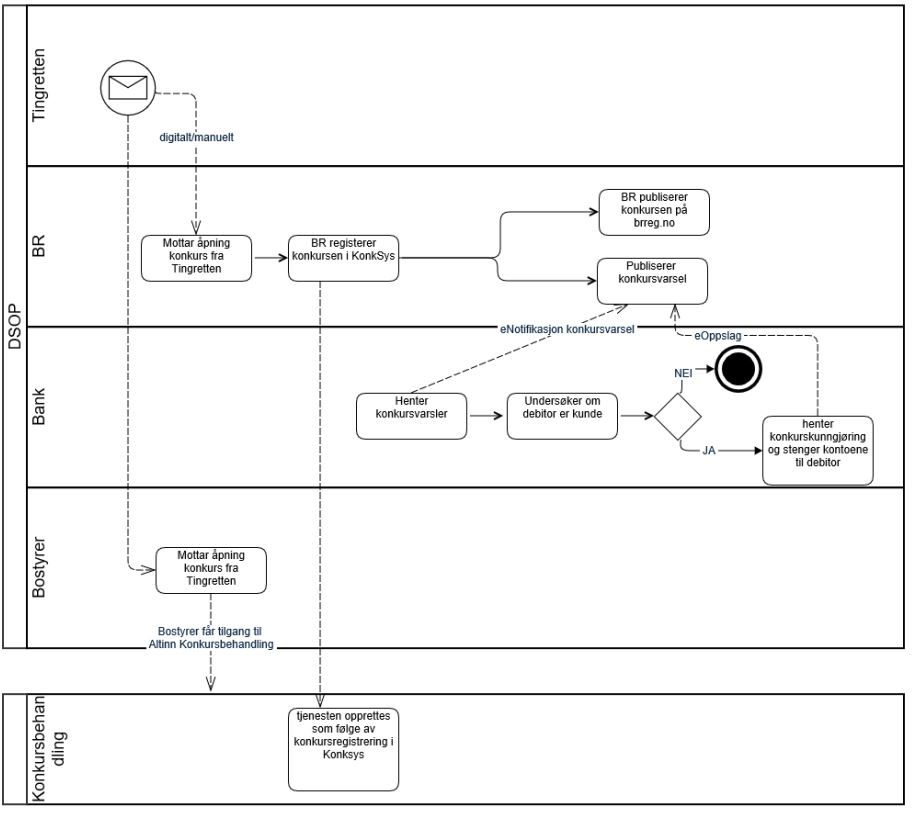 DSOP
Tingretten
digitalt/manuelt
BR
Mottar åpning
konkurs fra
Tingretten
BR registerer
konkursen i KonkSys
BR publiserer
konkursen på
brreg.no
Publiserer
konkursvarsel
eNotifikasjon konkursvarsel
eOppslag
Bank
Henter
konkursvarsler
Undersøker om
debitor er kunde
NEI
JA
henter
konkurskunngjøring
og stenger kontoene
til debitor
Bostyrer
Mottar åpning
konkurs fra
Tingretten
Bostyrer får tilgang til
Altinn Konkursbehandling
Konkursbehan
dling
tjenesten opprettes
som følge av
konkursregistrering i
Konksys